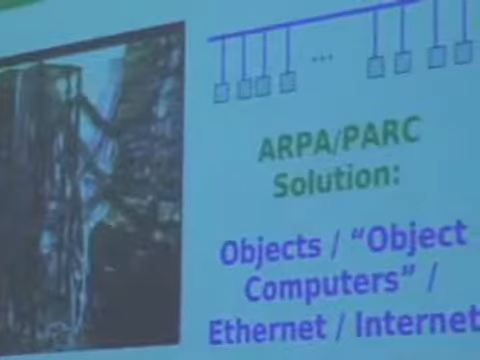 ...
ARPA/PARC
Solution:
Objects / “Object
Computers” /
Ethernet / Internet